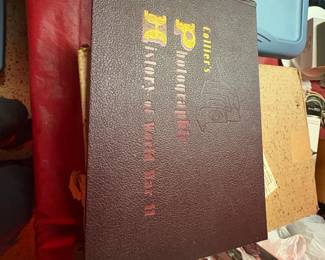 Collier's
Photographic
History of World War II